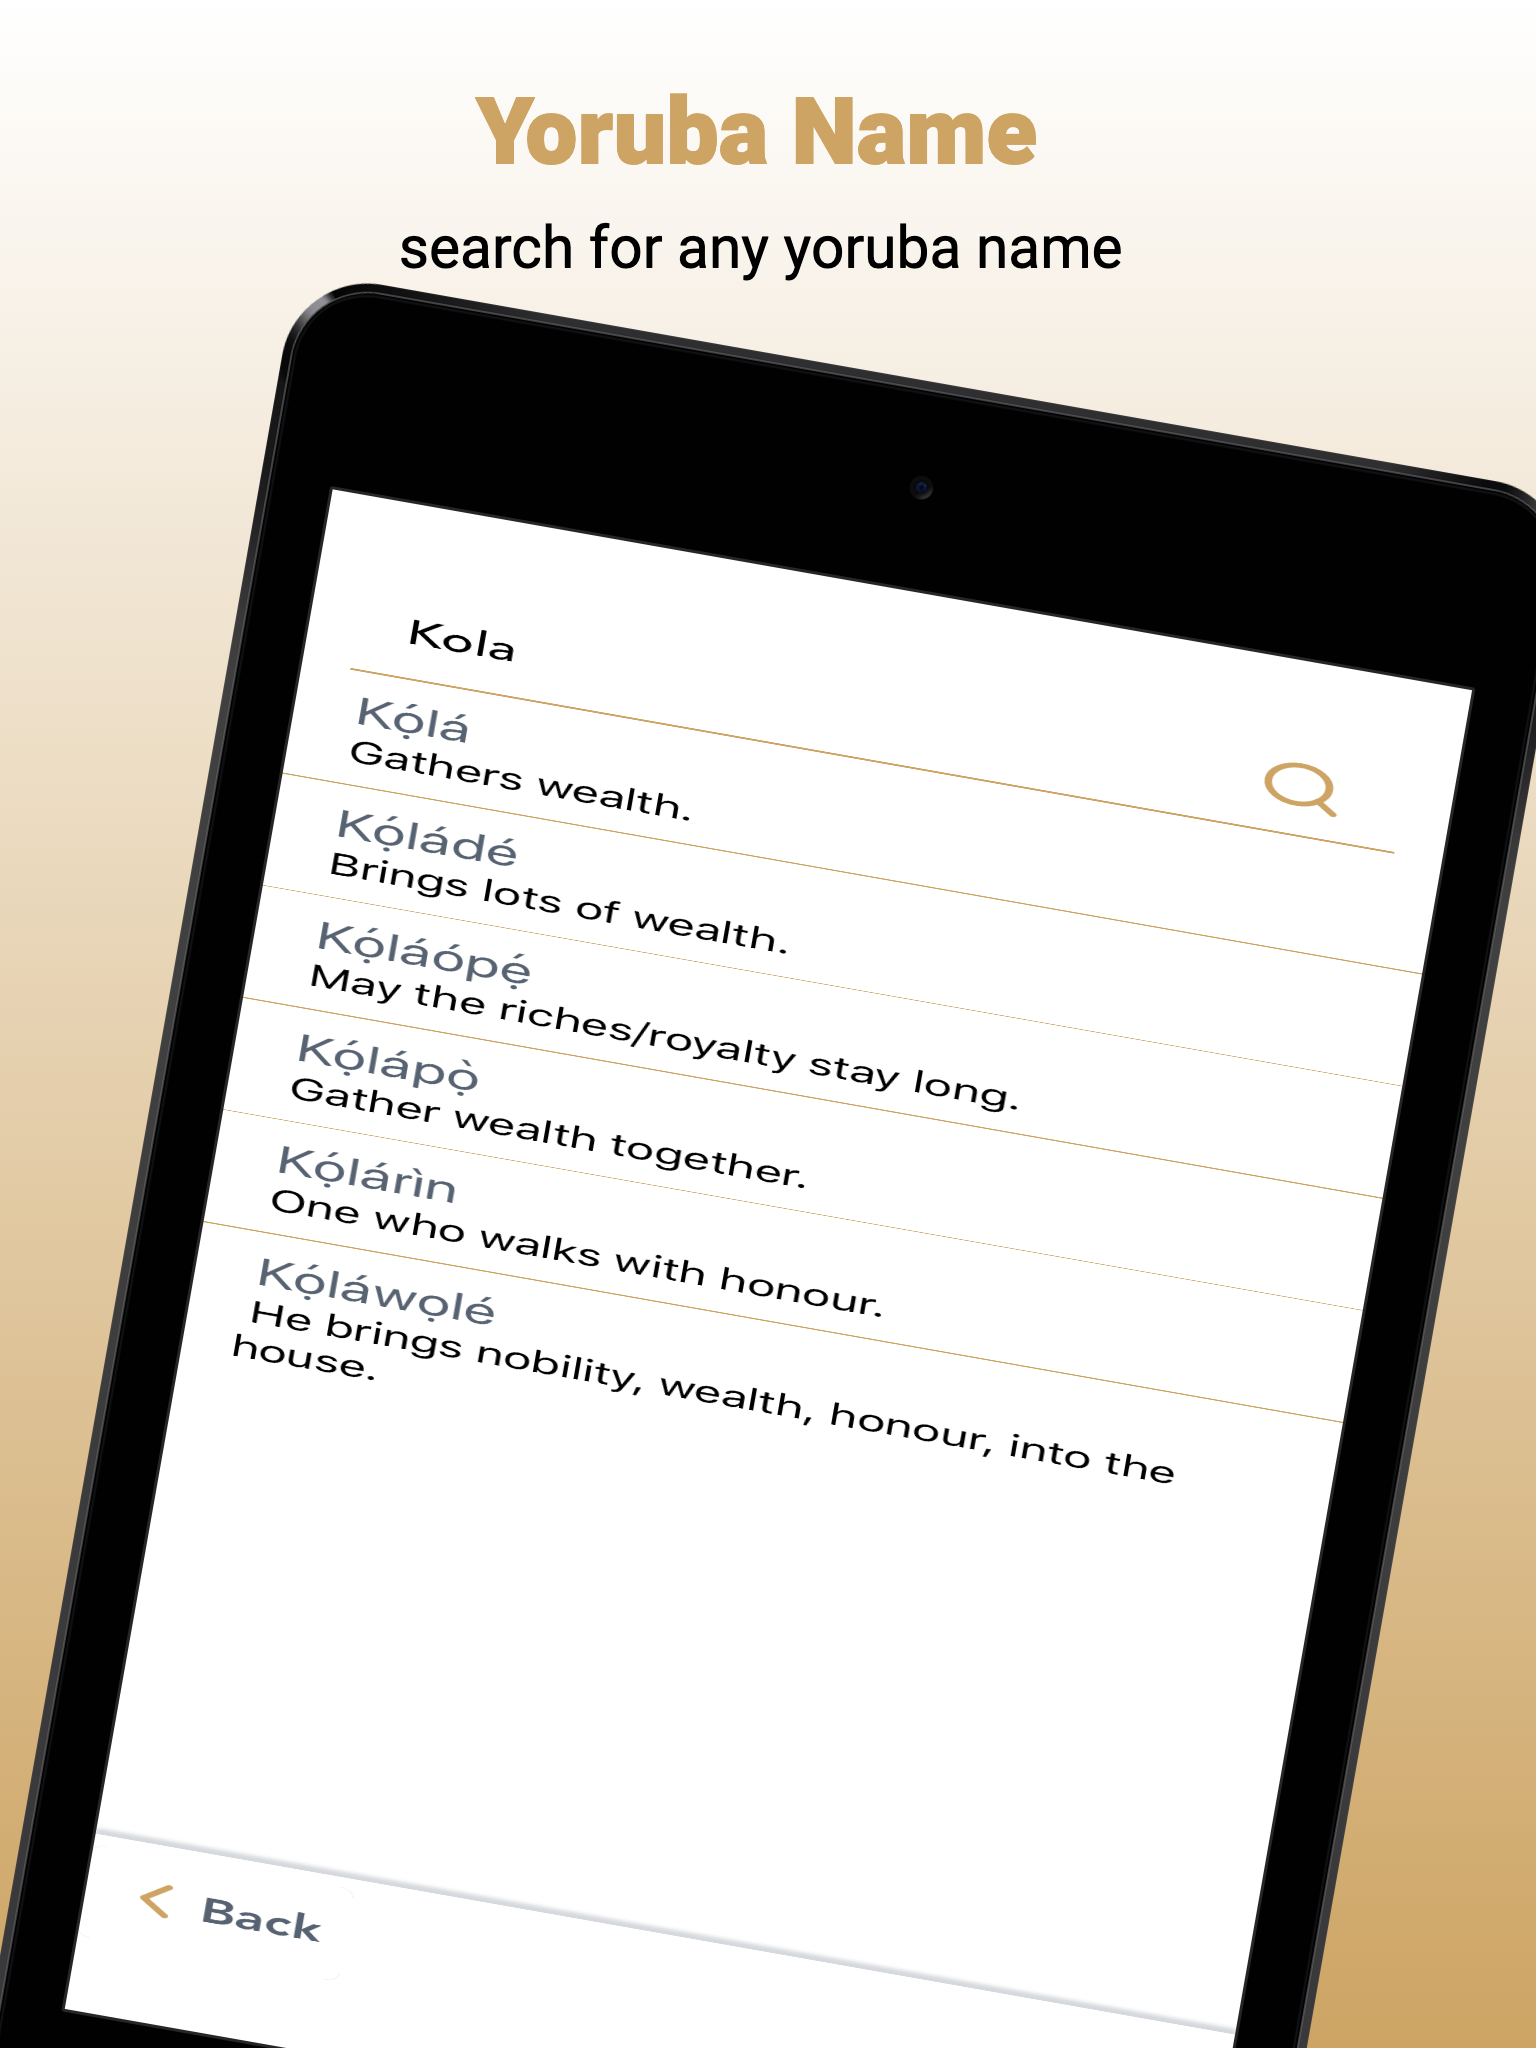 Yoruba Name
search for any yoruba name
Kola
Kọ́lá
Gathers wealth.
Kọ́ládé
Brings lots of wealth.
Kọ́láópẹ́
May the riches/royalty stay long.
Kọ́lápọ̀
Gather wealth together.
Kọ́lárìn
One who walks with honour.
Kọ́láwọlé
He brings nobility, wealth, honour, into the
house.
Back